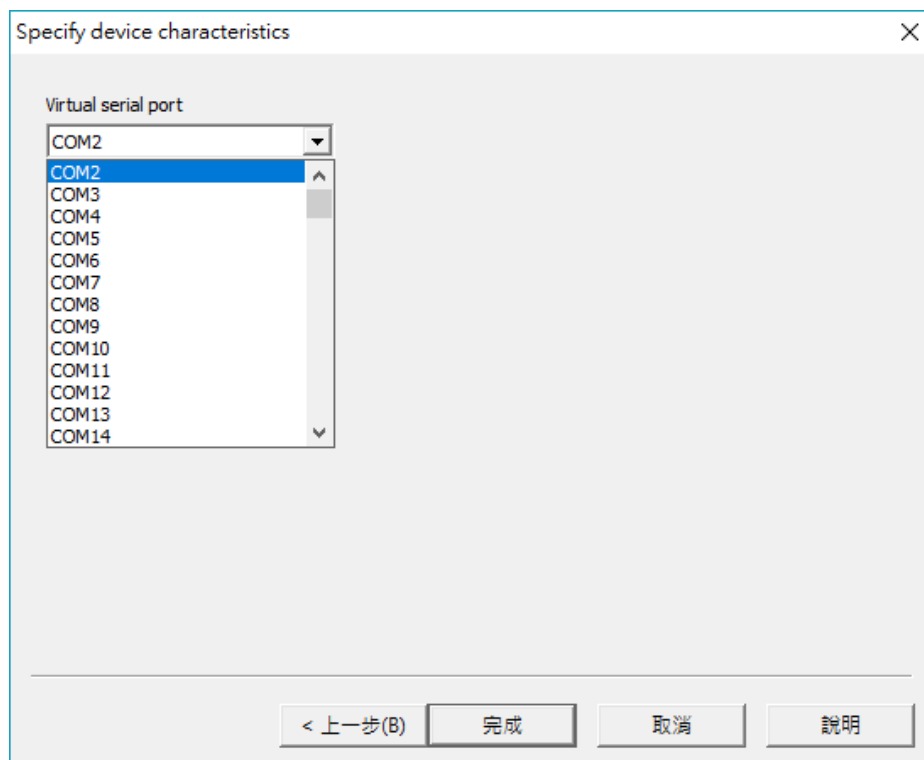 Specify device characteristics
Virtual serial port
COM2
COM2
COM3
COM4
COM5
COM6
COM7
COM8
COM9
COM10
COM11
COM12
COM13
COM14
< 上一步(B) 完成 取消 說明